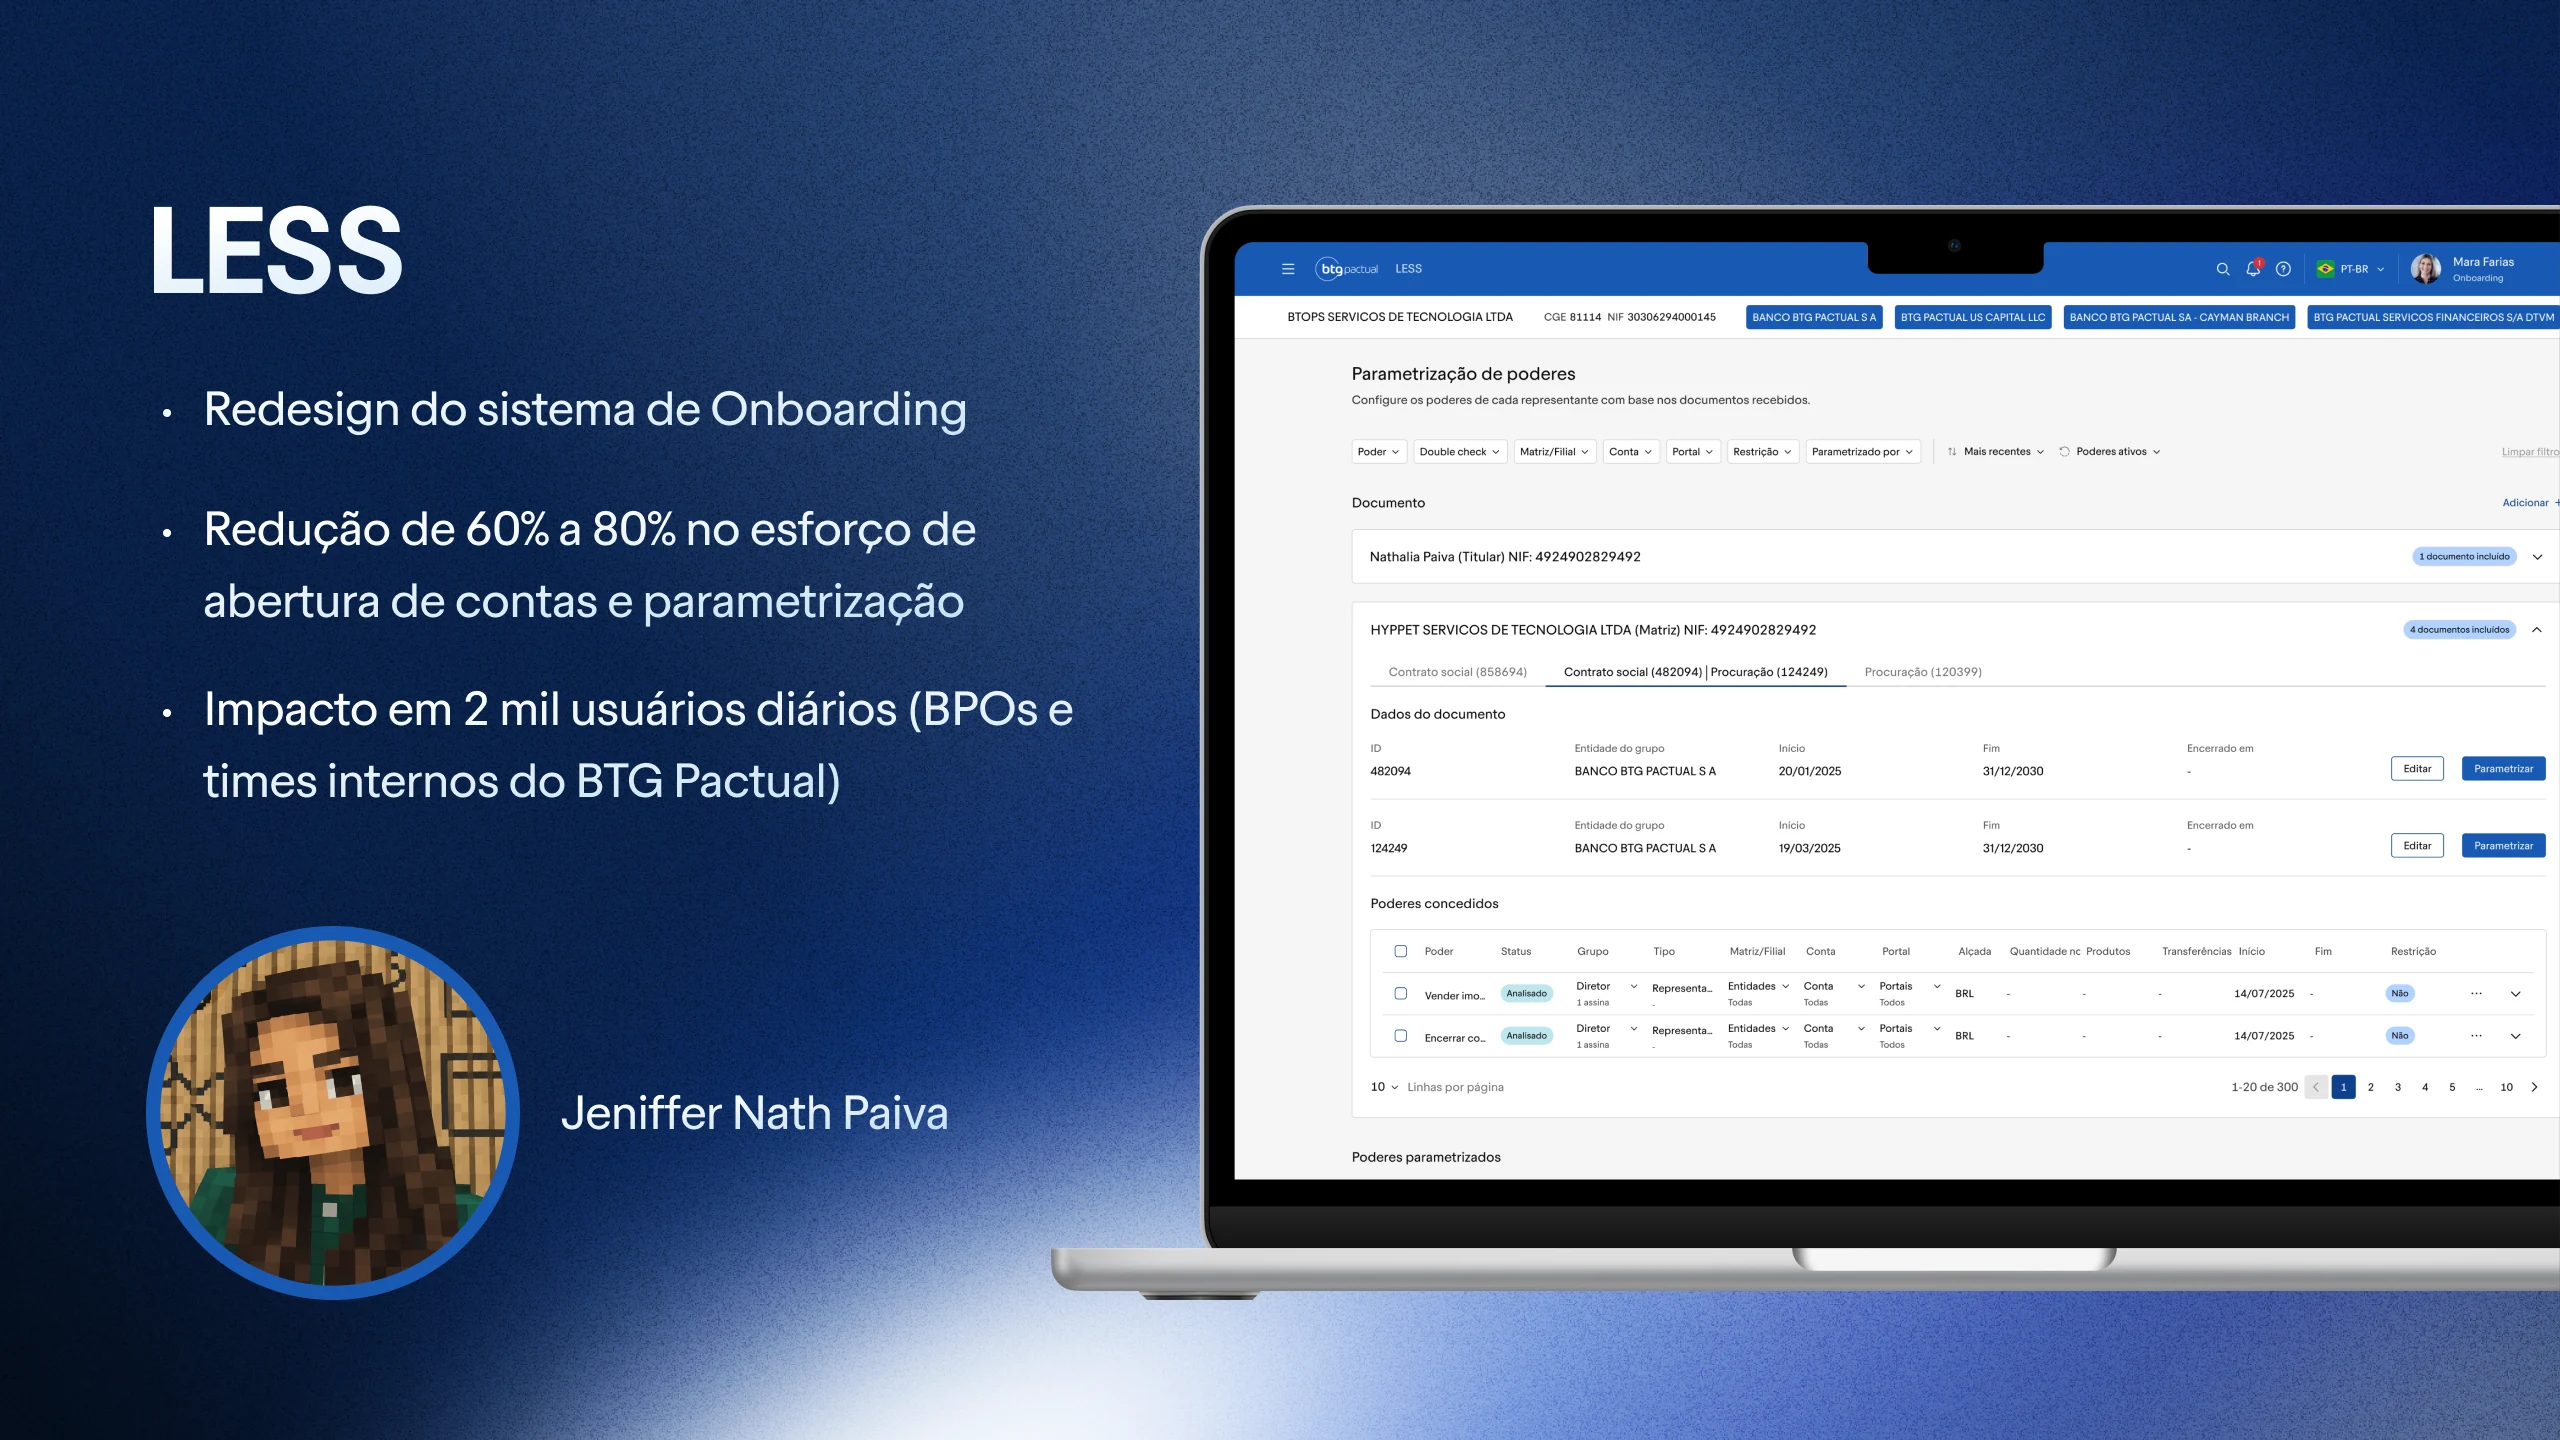 LESS
• Redesign do sistema de Onboarding
• Redução de 60% a 80% no esforço de
abertura de contas e parametrização
• Impacto em 2 mil usuários diários (BPOs e
times internos do BTG Pactual)
Jeniffer Nath Paiva
btg pactual LESS
1
PT-BR
Mara Farias
Onboarding
BTOPS SERVICOS DE TECNOLOGIA LTDA CGE 81114 NIF 30306294000145 BANCO BTG PACTUAL S A BTG PACTUAL US CAPITAL LLC BANCO BTG PACTUAL SA - CAYMAN BRANCH BTG PACTUAL SERVICOS FINANCEIROS S/A DTVM
Parametrização de poderes
Configure os poderes de cada representante com base nos documentos recebidos.
Poder Double check Matriz/Filial Conta Portal Restrição Parametrizado por Mais recentes Poderes ativos Limpar filtro
Documento Adicionar +
Nathalia Paiva (Titular) NIF: 4924902829492 1 documento incluído
HYPPET SERVICOS DE TECNOLOGIA LTDA (Matriz) NIF: 4924902829492 4 documentos incluídos
Contrato social (858694) Contrato social (482094) | Procuração (124249) Procuração (120399)
Dados do documento
ID Entidade do grupo Início Fim Encerrado em
482094 BANCO BTG PACTUAL S A 20/01/2025 31/12/2030 - Editar Parametrizar
ID Entidade do grupo Início Fim Encerrado em
124249 BANCO BTG PACTUAL S A 19/03/2025 31/12/2030 - Editar Parametrizar
Poderes concedidos
Poder Status Grupo Tipo Matriz/Filial Conta Portal Alçada Quantidade nc Produtos Transferências Início Fim Restrição
Vender imo... Analisado Diretor Representa... Entidades Conta Portais BRL - - - 14/07/2025 - Não ...
1 assina - Todas Todas Todos
Encerrar co... Analisado Diretor Representa... Entidades Conta Portais BRL - - - 14/07/2025 - Não ...
1 assina - Todas Todas Todos
10 Linhas por página 1-20 de 300 < 1 2 3 4 5 ... 10 >
Poderes parametrizados